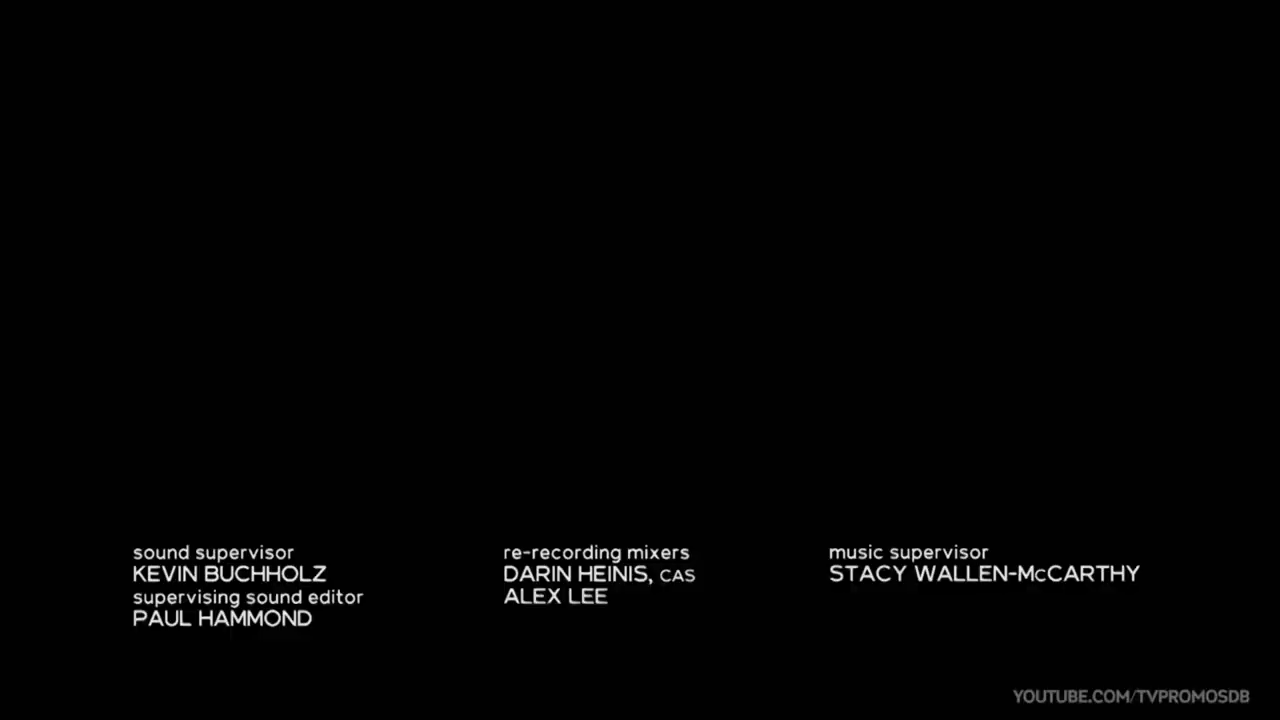 sound supervisor
KEVIN BUCHHOLZ
supervising sound editor
PAUL HAMMOND
re-recording mixers
DARIN HEINIS, CAS
ALEX LEE
music supervisor
STACY WALLEN-McCARTHY
YOUTUBE.COM/TVPROMOSDB